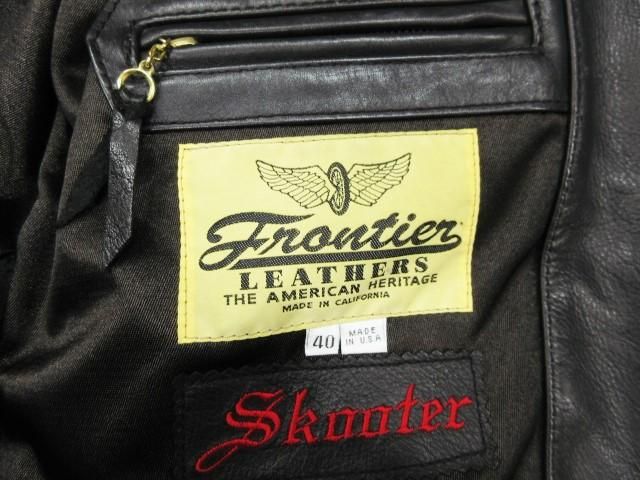 Frontier
LEATHERS
THE AMERICAN HERITAGE
MADE IN CALIFORNIA
40
MADE
IN U.S.A
Skooter